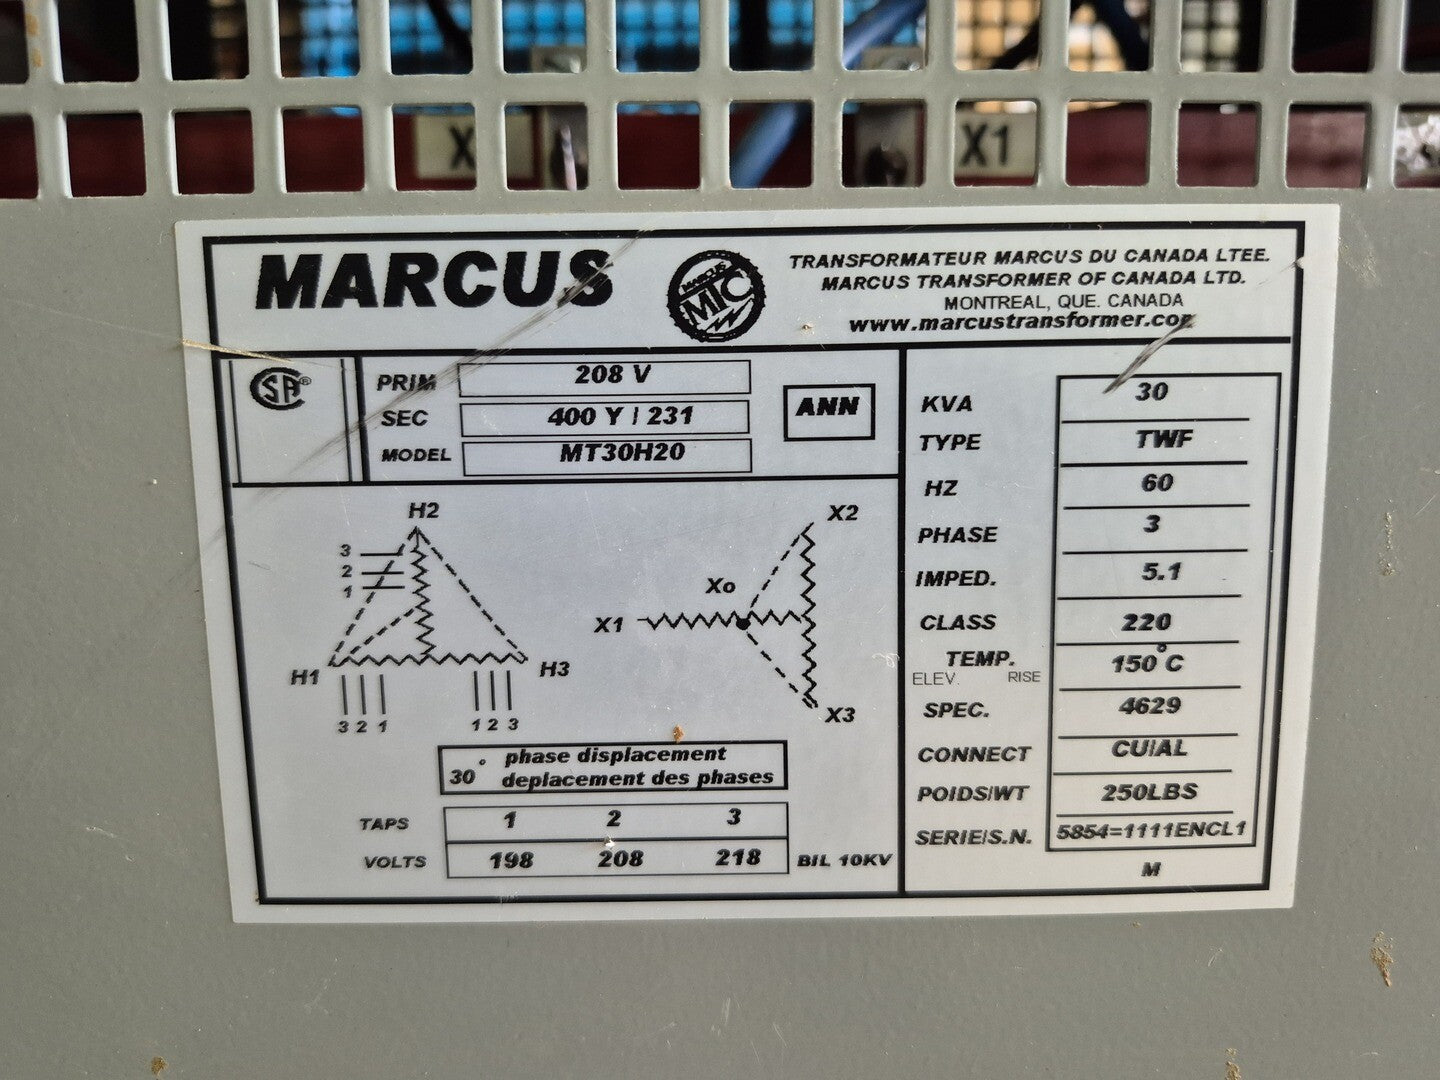 X
X1
MARCUS
MARCUS
MTC
TRANSFORMATEUR MARCUS DU CANADA LTEE.
MARCUS TRANSFORMER OF CANADA LTD.
MONTREAL, QUE. CANADA
www.marcustransformer.com
CSA®
PRIM 208 V
SEC 400 Y / 231
MODEL MT30H20
ANN
KVA 30
TYPE TWF
HZ 60
PHASE 3
IMPED. 5.1
CLASS 220
TEMP. 150°C
ELEV. RISE
SPEC. 4629
CONNECT CU/AL
POIDS/WT 250LBS
SERIE/S.N. 5854=1111ENCL1
M
H2
3
2
1
H1
H3
3 2 1
1 2 3
X2
Xo
X1
X3
30° phase displacement
deplacement des phases
TAPS 1 2 3
VOLTS 198 208 218
BIL 10KV